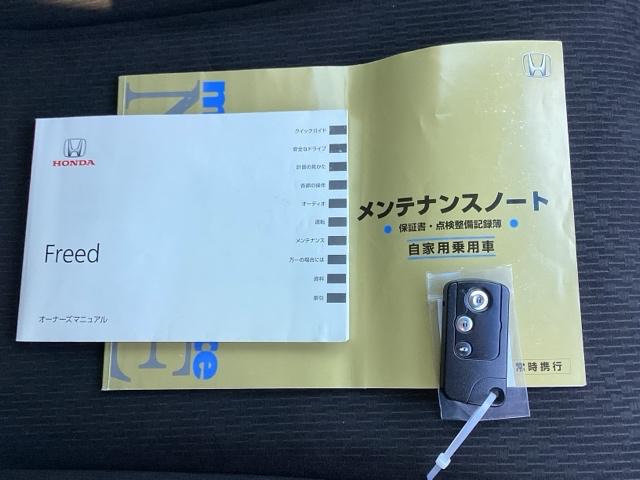 HONDA
Freed
オーナーズマニュアル
クイックガイド
安全なドライブ
計器の見かた
各部の操作
オーディオ
運転
メンテナンス
万一の場合には
資料
索引
メンテナンスノート
保証書・点検整備記録簿
自家用乗用車
常時携行